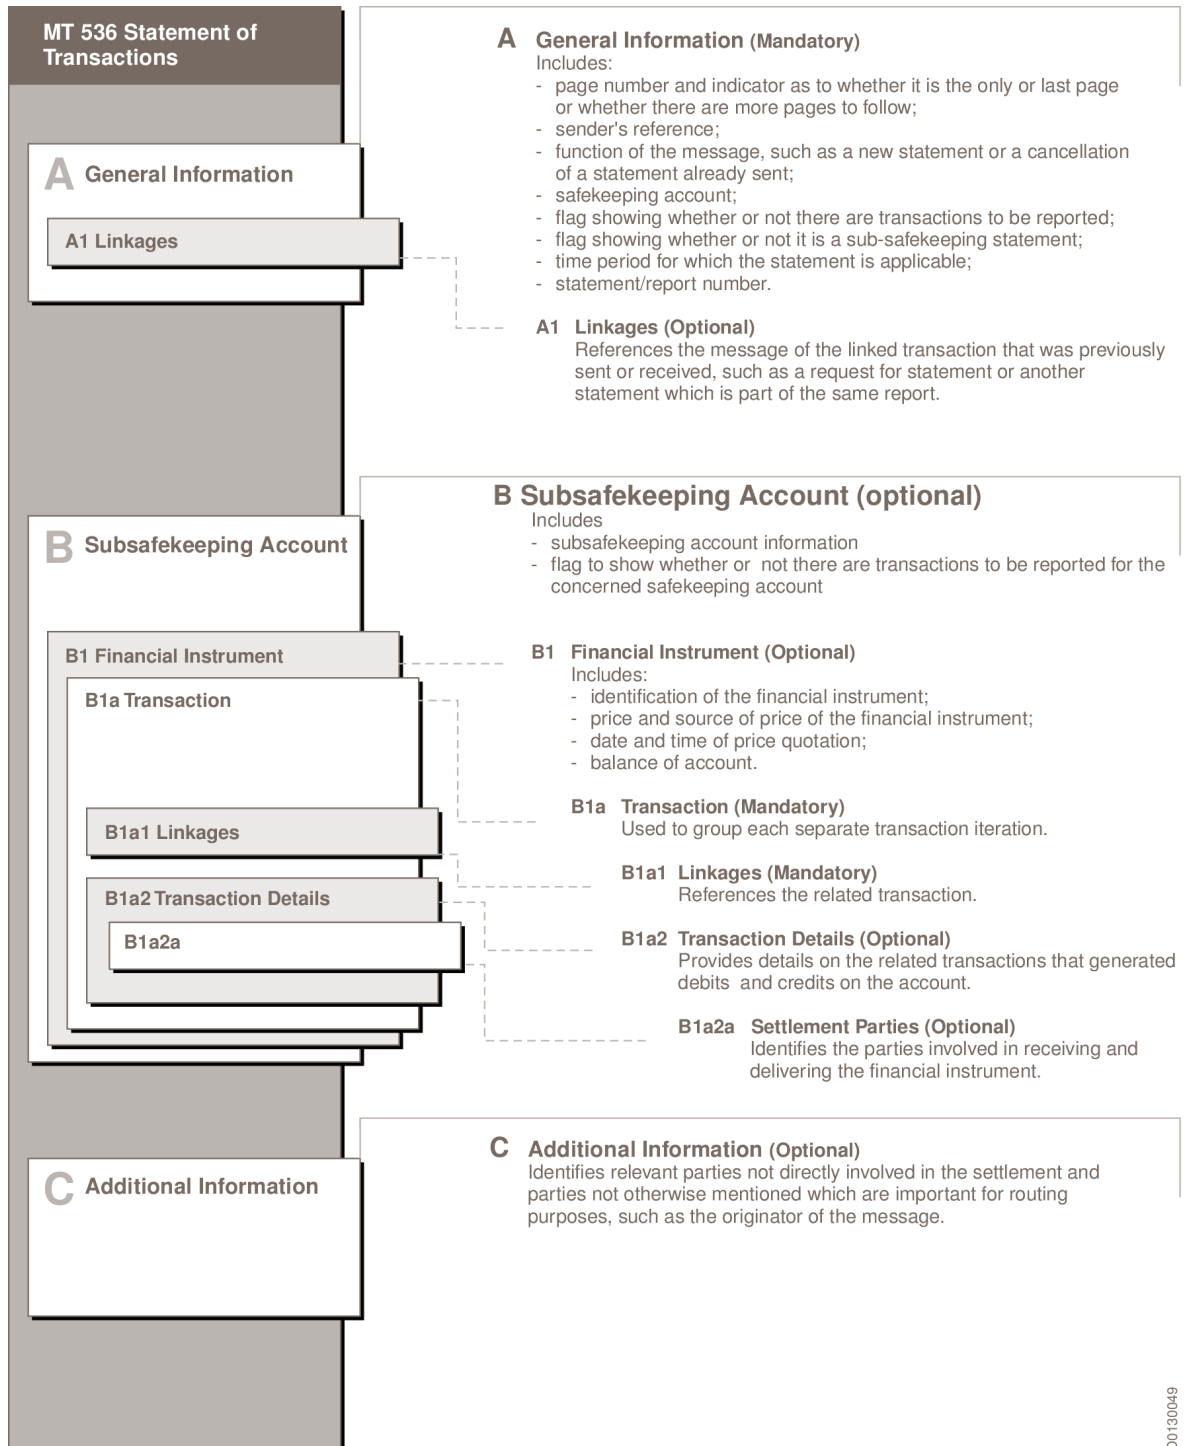 MT 536 Statement of
Transactions
A General Information
A1 Linkages
A General Information (Mandatory)
Includes:
- page number and indicator as to whether it is the only or last page
or whether there are more pages to follow;
- sender's reference;
- function of the message, such as a new statement or a cancellation
of a statement already sent;
- safekeeping account;
- flag showing whether or not there are transactions to be reported;
- flag showing whether or not it is a sub-safekeeping statement;
- time period for which the statement is applicable;
- statement/report number.
A1 Linkages (Optional)
References the message of the linked transaction that was previously
sent or received, such as a request for statement or another
statement which is part of the same report.
B Subsafekeeping Account
B1 Financial Instrument
B1a Transaction
B1a1 Linkages
B1a2 Transaction Details
B1a2a
B Subsafekeeping Account (optional)
Includes
- subsafekeeping account information
- flag to show whether or not there are transactions to be reported for the
concerned safekeeping account
B1 Financial Instrument (Optional)
Includes:
- identification of the financial instrument;
- price and source of price of the financial instrument;
- date and time of price quotation;
- balance of account.
B1a Transaction (Mandatory)
Used to group each separate transaction iteration.
B1a1 Linkages (Mandatory)
References the related transaction.
B1a2 Transaction Details (Optional)
Provides details on the related transactions that generated
debits and credits on the account.
B1a2a Settlement Parties (Optional)
Identifies the parties involved in receiving and
delivering the financial instrument.
C Additional Information
C Additional Information (Optional)
Identifies relevant parties not directly involved in the settlement and
parties not otherwise mentioned which are important for routing
purposes, such as the originator of the message.